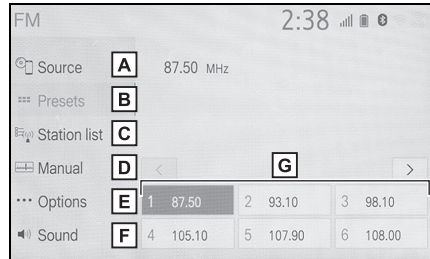 FM 2:38
Source A 87.50 MHz
Presets B
Station list C
Manual D < G >
Options E 1 87.50 2 93.10 3 98.10
Sound F 4 105.10 5 107.90 6 108.00